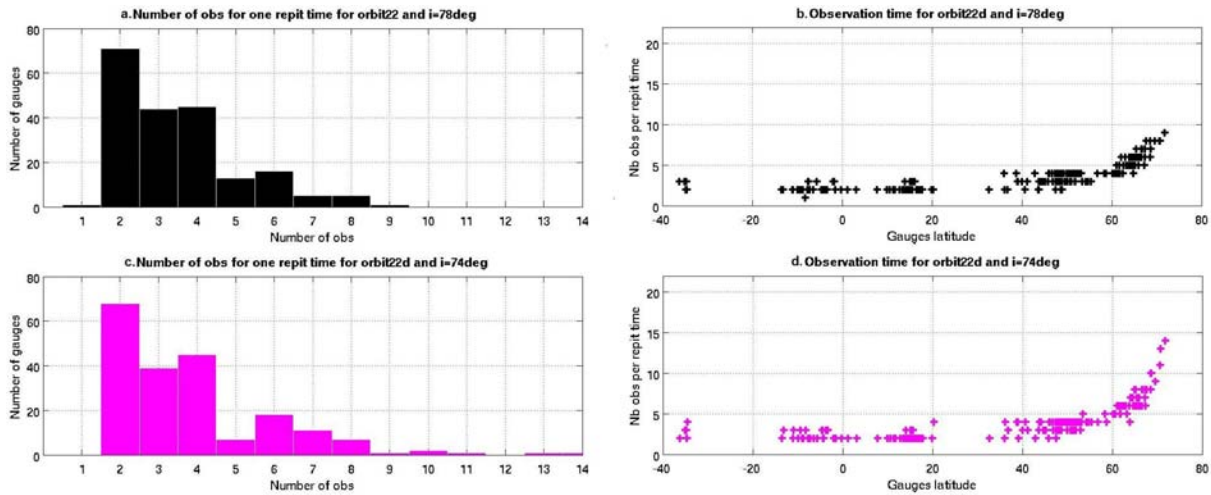 a. Number of obs for one repit time for orbit22 and i=78deg
Number of gauges
80
60
40
20
0
1 2 3 4 5 6 7 8 9 10 11 12 13 14
Number of obs
b. Observation time for orbit22d and i=78deg
Nb obs per repit time
20
15
10
5
0
-40 -20 0 20 40 60 80
Gauges latitude
c. Number of obs for one repit time for orbit22d and i=74deg
Number of gauges
80
60
40
20
0
1 2 3 4 5 6 7 8 9 10 11 12 13 14
Number of obs
d. Observation time for orbit22d and i=74deg
Nb obs per repit time
20
15
10
5
0
-40 -20 0 20 40 60 80
Gauges latitude